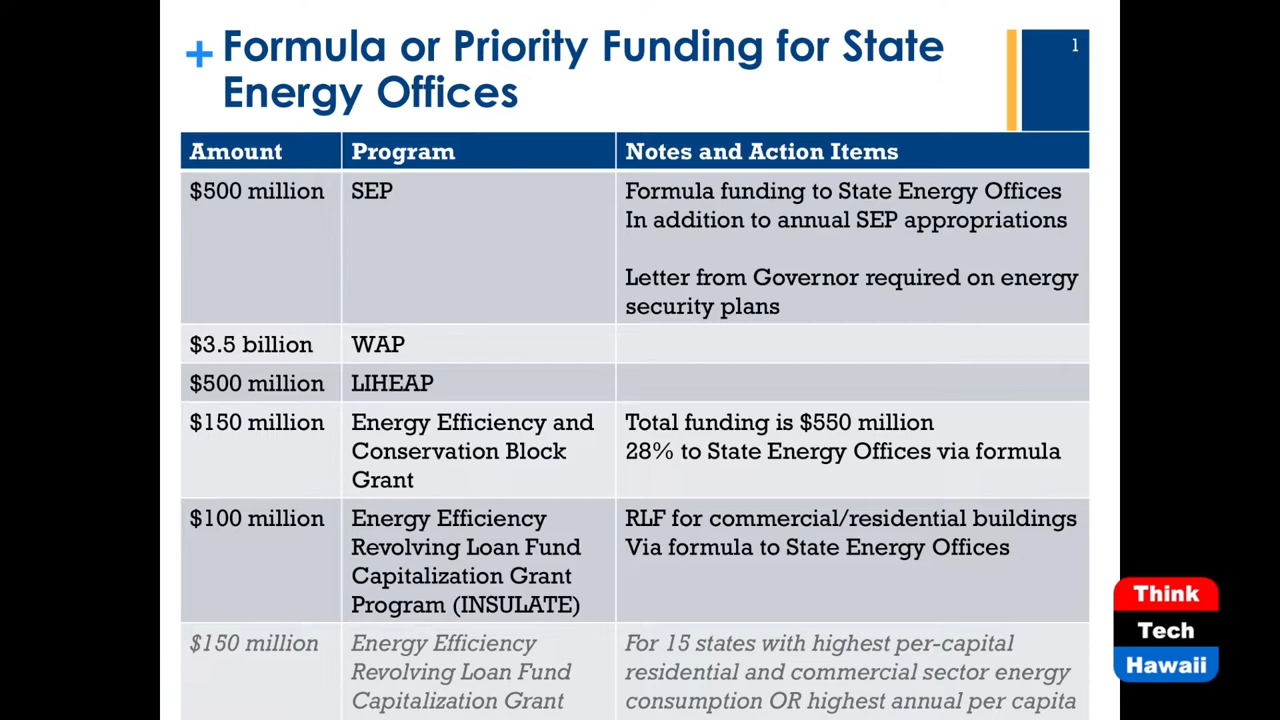 + Formula or Priority Funding for State
Energy Offices
1
Amount Program Notes and Action Items
$500 million SEP Formula funding to State Energy Offices
In addition to annual SEP appropriations
Letter from Governor required on energy
security plans
$3.5 billion WAP
$500 million LIHEAP
$150 million Energy Efficiency and Total funding is $550 million
Conservation Block 28% to State Energy Offices via formula
Grant
$100 million Energy Efficiency RLF for commercial/residential buildings
Revolving Loan Fund Via formula to State Energy Offices
Capitalization Grant
Program (INSULATE)
$150 million Energy Efficiency For 15 states with highest per-capital
Revolving Loan Fund residential and commercial sector energy
Capitalization Grant consumption OR highest annual per capita
Think
Tech
Hawaii